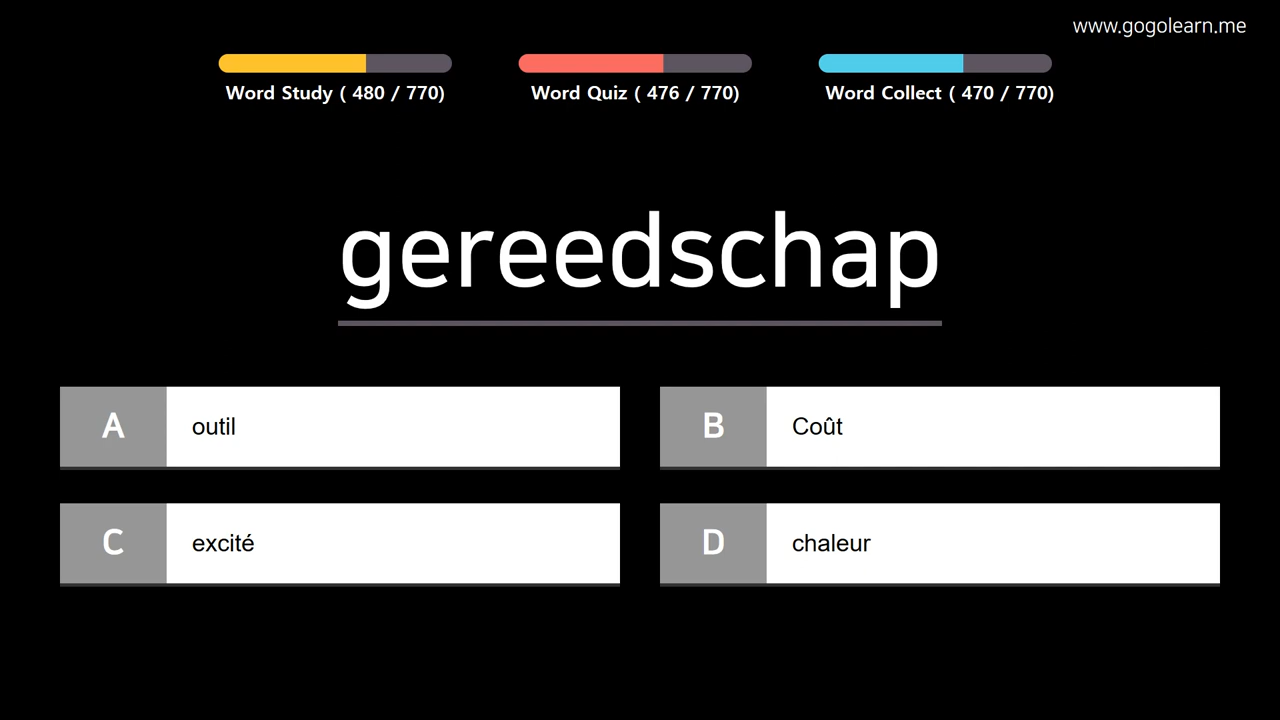 www.gogolearn.me
Word Study ( 480 / 770)
Word Quiz ( 476 / 770)
Word Collect ( 470 / 770)
gereedschap
A outil
B Coût
C excité
D chaleur